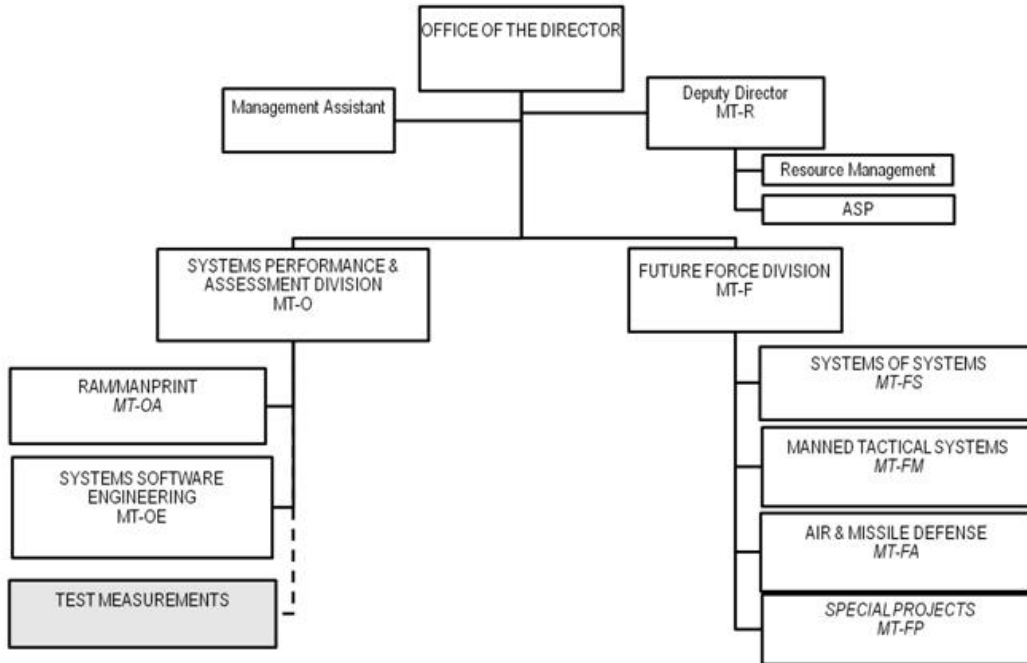 OFFICE OF THE DIRECTOR
Management Assistant
Deputy Director
MT-R
Resource Management
ASP
SYSTEMS PERFORMANCE &
ASSESSMENT DIVISION
MT-O
FUTURE FORCE DIVISION
MT-F
RAM/MANPRINT
MT-OA
SYSTEMS SOFTWARE
ENGINEERING
MT-OE
TEST MEASUREMENTS
SYSTEMS OF SYSTEMS
MT-FS
MANNED TACTICAL SYSTEMS
MT-FM
AIR & MISSILE DEFENSE
MT-FA
SPECIAL PROJECTS
MT-FP